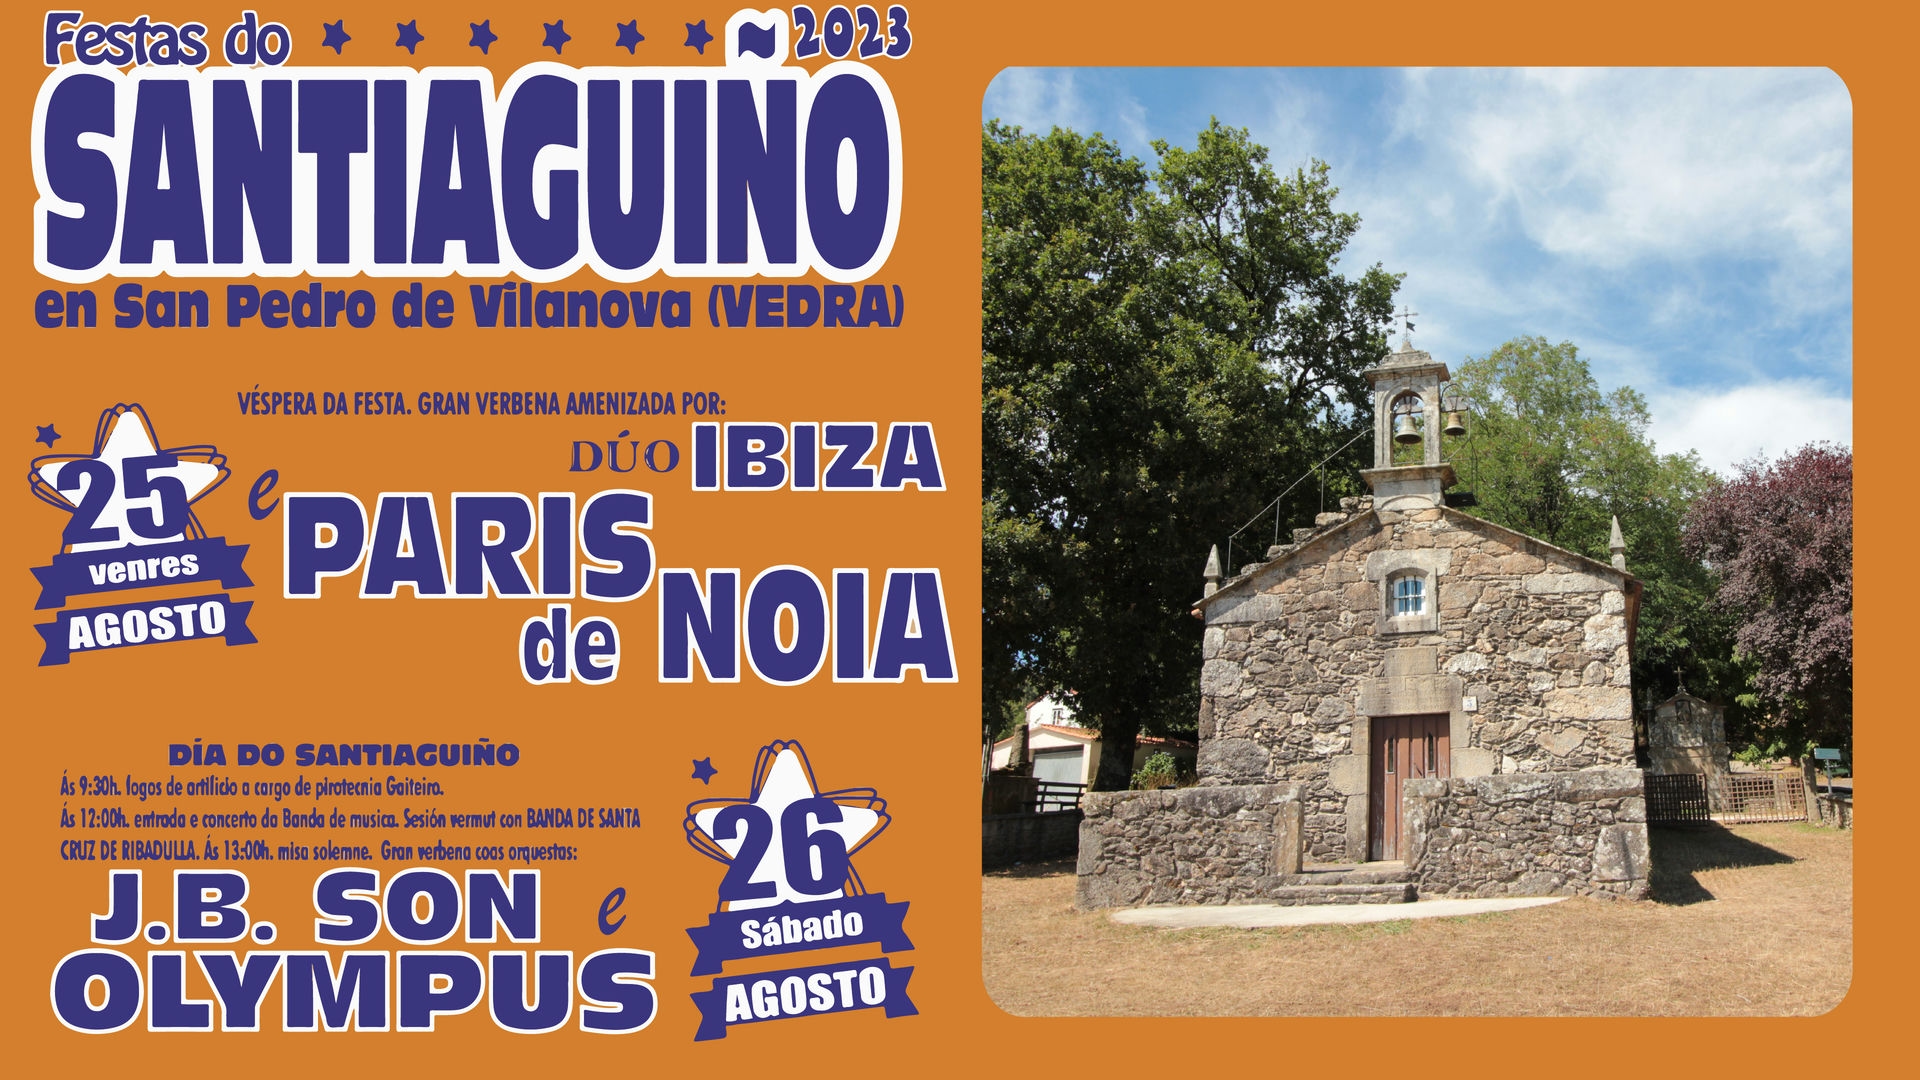 Festas do ñ 2023
SANTIAGUIÑO
en San Pedro de Vilanova (VEDRA)
VÉSPERA DA FESTA. GRAN VERBENA AMENIZADA POR:
DÚO IBIZA
e PARIS
de NOIA
25
venres
AGOSTO
DÍA DO SANTIAGUIÑO
Ás 9:30h. fogos de artificio a cargo de pirotecnia Gaiteiro.
Ás 12:00h. entrada e concerto da Banda de musica. Sesión vermut con BANDA DE SANTA
CRUZ DE RIBADULLA. Ás 13:00h. misa solemne. Gran verbena coas orquestas:
J.B. SON e
OLYMPUS
26
Sábado
AGOSTO